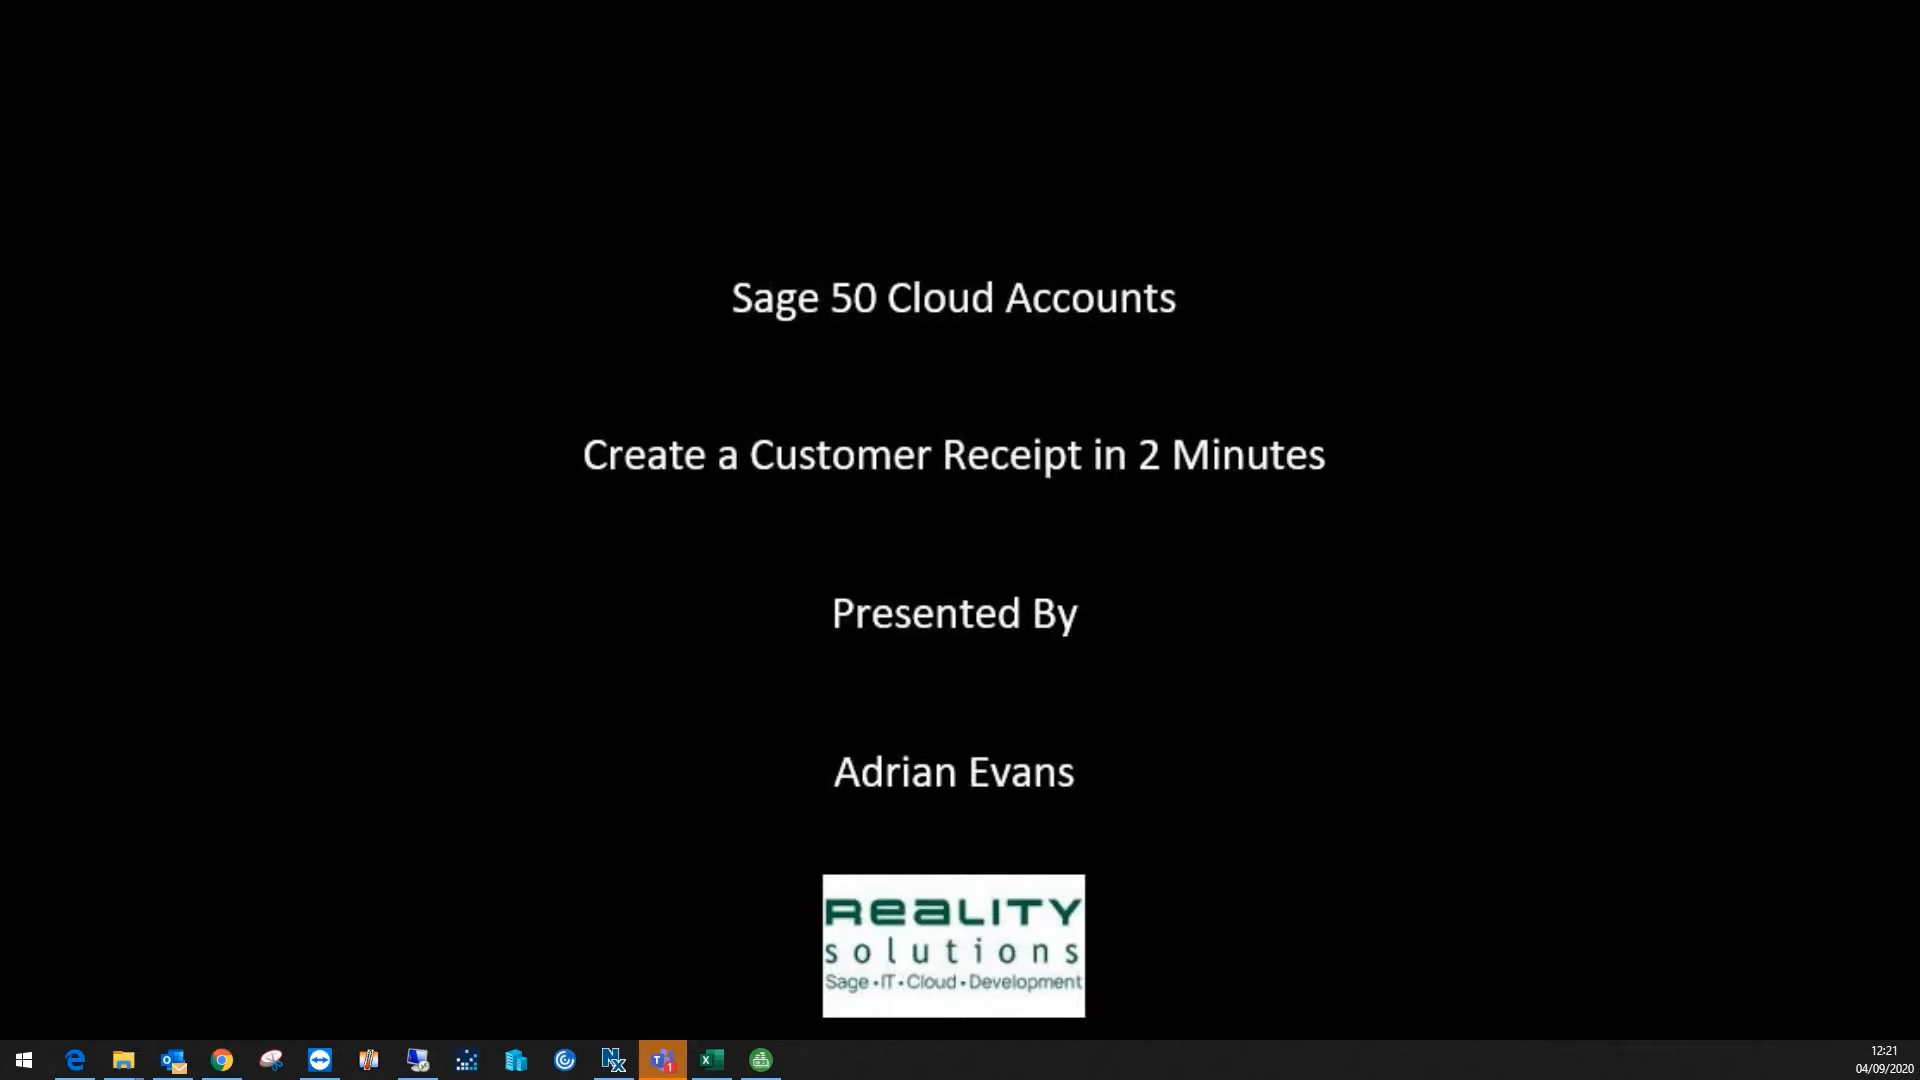 Sage 50 Cloud Accounts
Create a Customer Receipt in 2 Minutes
Presented By
Adrian Evans
REALITY
solutions
Sage • IT • Cloud • Development
12:21
04/09/2020